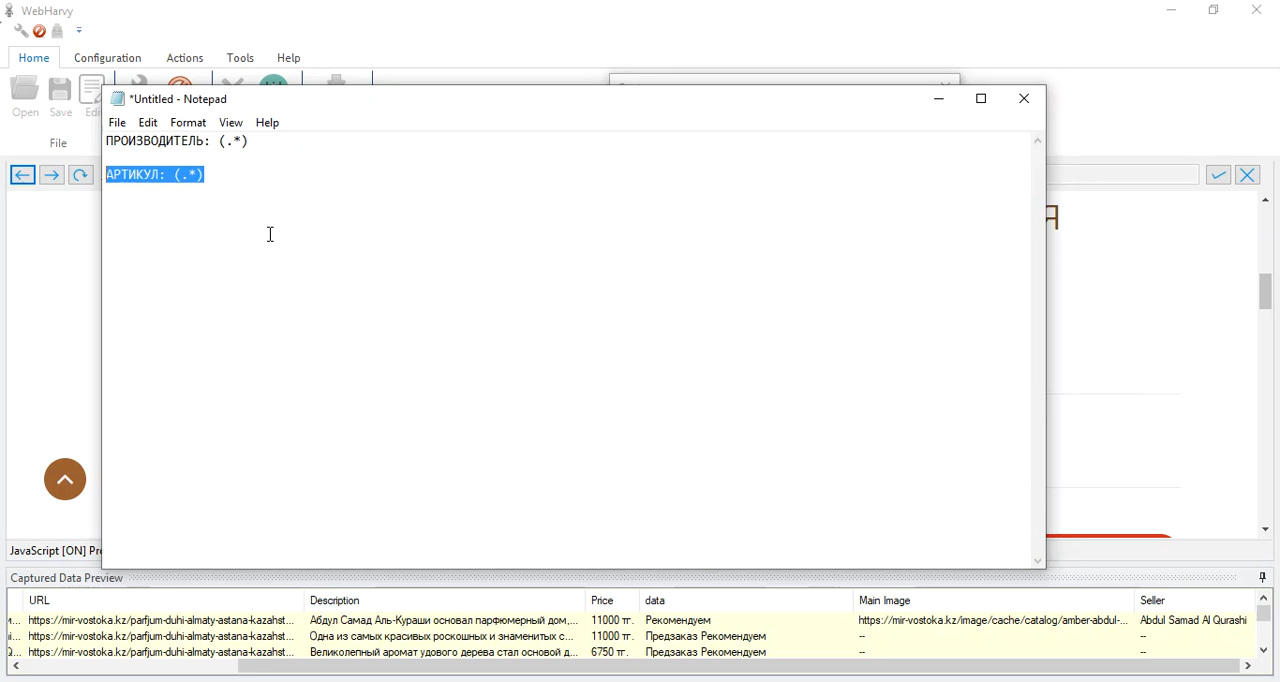 WebHarvy
Home Configuration Actions Tools Help
Open Save
File
*Untitled - Notepad
File Edit Format View Help
ПРОИЗВОДИТЕЛЬ: (.*)
АРТИКУЛ: (.*)
JavaScript [ON]
Captured Data Preview
URL Description Price data Main Image Seller
https://mir-vostoka.kz/parfjum-duhi-almaty-astana-kazahst... Абдул Самад Аль-Кураши основал парфюмерный дом,... 11000 тг. Рекомендуем https://mir-vostoka.kz/image/cache/catalog/amber-abdul-... Abdul Samad Al Qurashi
https://mir-vostoka.kz/parfjum-duhi-almaty-astana-kazahst... Одна из самых красивых роскошных и знаменитых с... 11000 тг. Предзаказ Рекомендуем -- --
https://mir-vostoka.kz/parfjum-duhi-almaty-astana-kazahst... Великолепный аромат удового дерева стал основой д... 6750 тг. Предзаказ Рекомендуем -- --